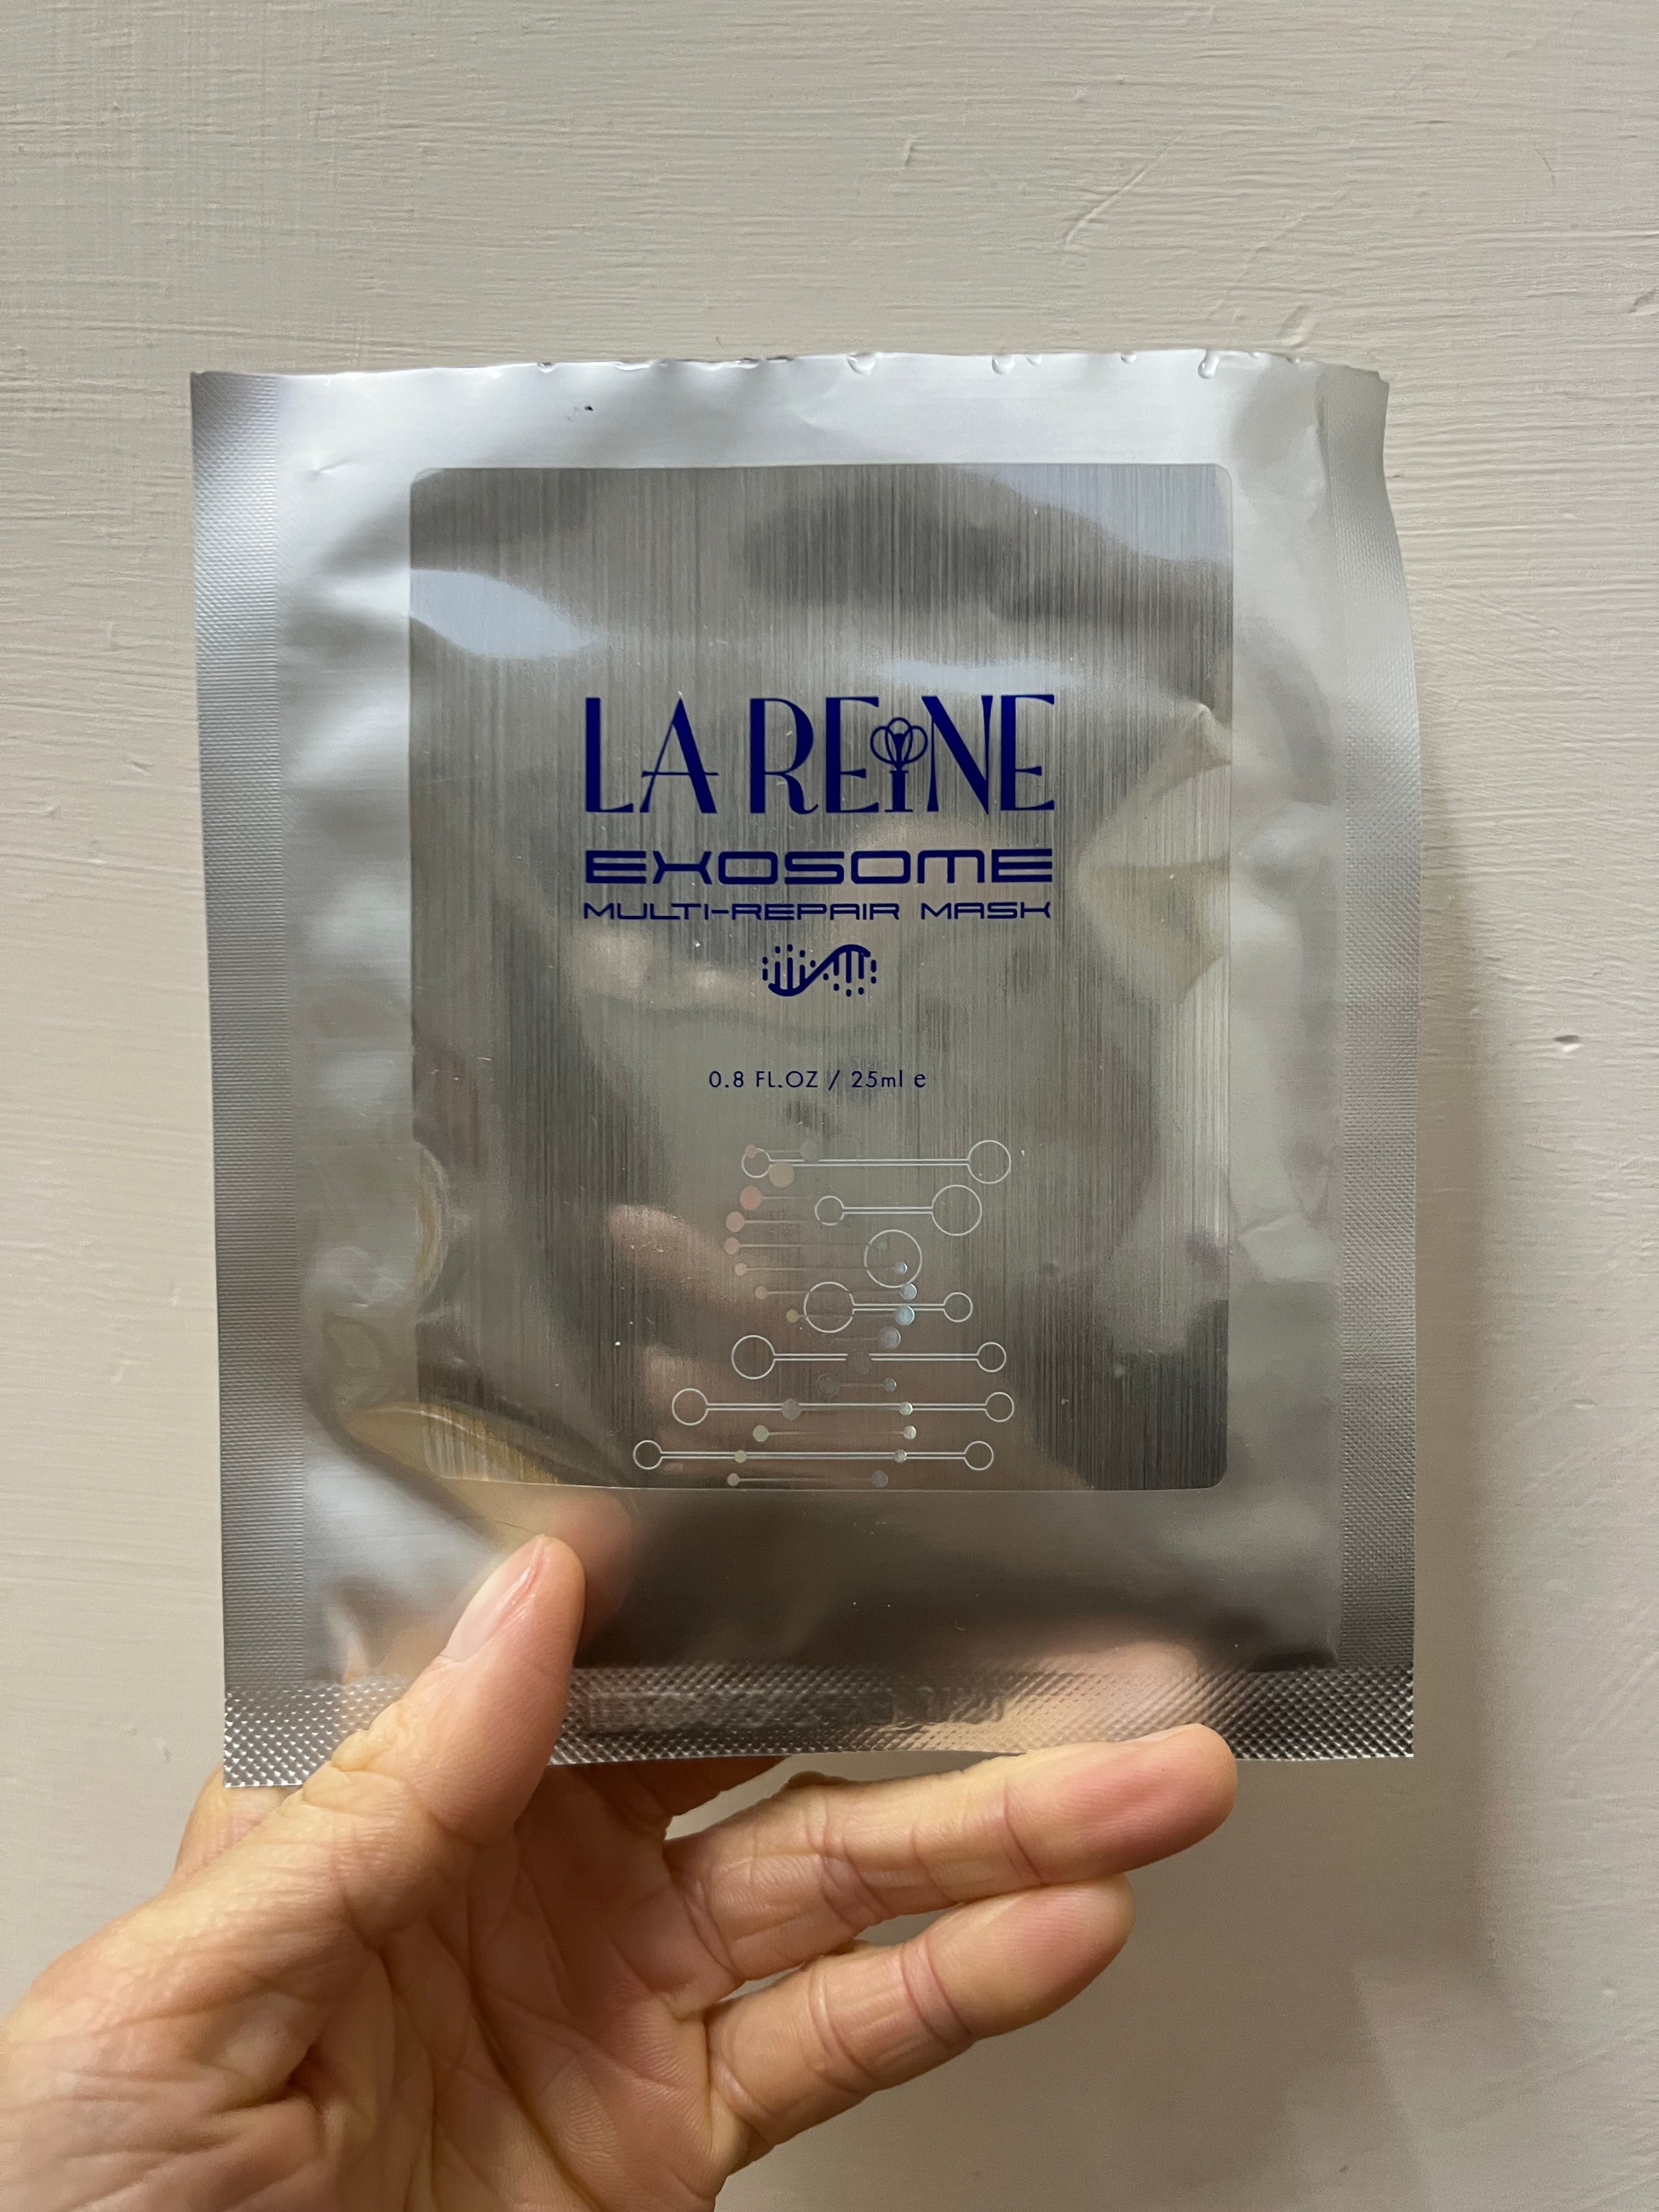 LA REINE
EXOSOME
MULTI-REPAIR MASK
0.8 FL.OZ / 25ml e